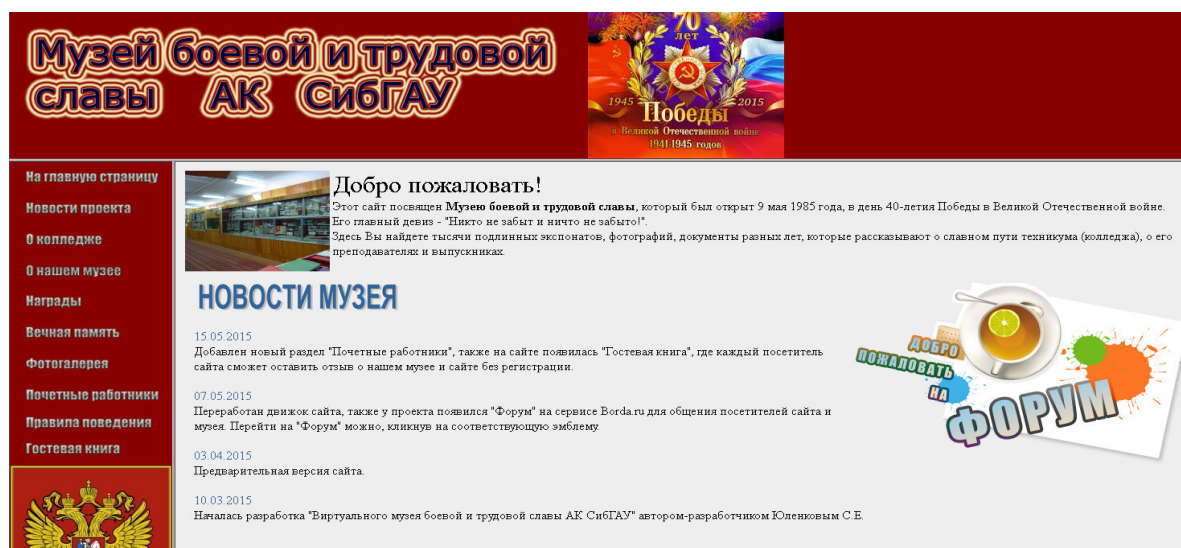 Музей боевой и трудовой
славы АК СибГАУ
70
лет
1945 2015
Победы
в Великой Отечественной войне
1941-1945 годов
На главную страницу
Новости проекта
О колледже
О нашем музее
Награды
Вечная память
Фотогалерея
Почетные работники
Правила поведения
Гостевая книга
Добро пожаловать!
Этот сайт посвящен Музею боевой и трудовой славы, который был открыт 9 мая 1985 года, в день 40-летия Победы в Великой Отечественной войне.
Его главный девиз - "Никто не забыт и ничто не забыто!".
Здесь Вы найдете тысячи подлинных экспонатов, фотографий, документы разных лет, которые рассказывают о славном пути техникума (колледжа), о его
преподавателях и выпускниках.
НОВОСТИ МУЗЕЯ
15.05.2015
Добавлен новый раздел "Почетные работники", также на сайте появилась "Гостевая книга", где каждый посетитель
сайта сможет оставить отзыв о нашем музее и сайте без регистрации.
07.05.2015
Переработан движок сайта, также у проекта появился "Форум" на сервисе Borda.ru для общения посетителей сайта и
музея. Перейти на "Форум" можно, кликнув на соответствующую эмблему.
03.04.2015
Предварительная версия сайта.
10.03.2015
Началась разработка "Виртуального музея боевой и трудовой славы АК СибГАУ" автором-разработчиком Юленковым С.Е.
ДОБРО
ПОЖАЛОВАТЬ
НА
ФОРУМ